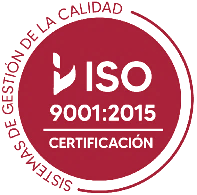 SISTEMAS DE GESTIÓN DE LA CALIDAD
ISO
9001:2015
CERTIFICACIÓN